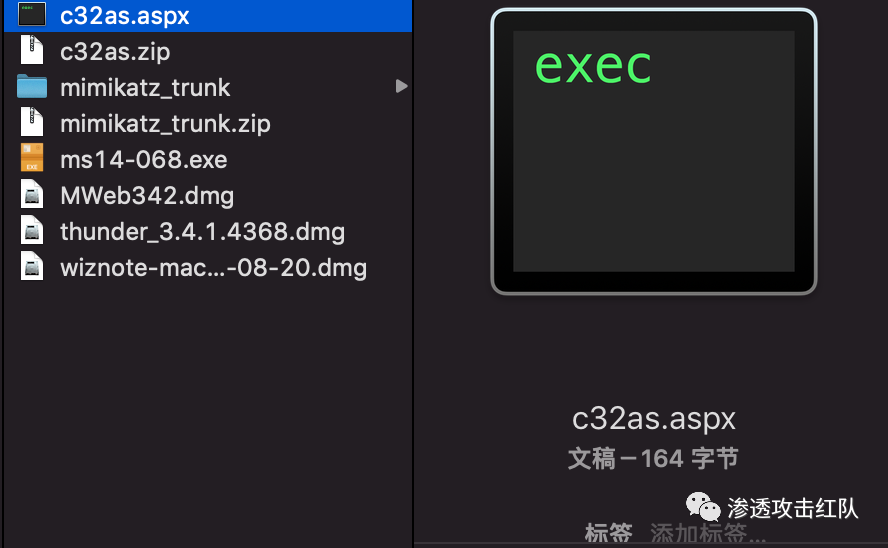 c32as.aspx
c32as.zip
mimikatz_trunk
mimikatz_trunk.zip
ms14-068.exe
MWeb342.dmg
thunder_3.4.1.4368.dmg
wiznote-mac...-08-20.dmg
exec
c32as.aspx
文稿－164 字节
渗透攻击红队
标签 添加标签...